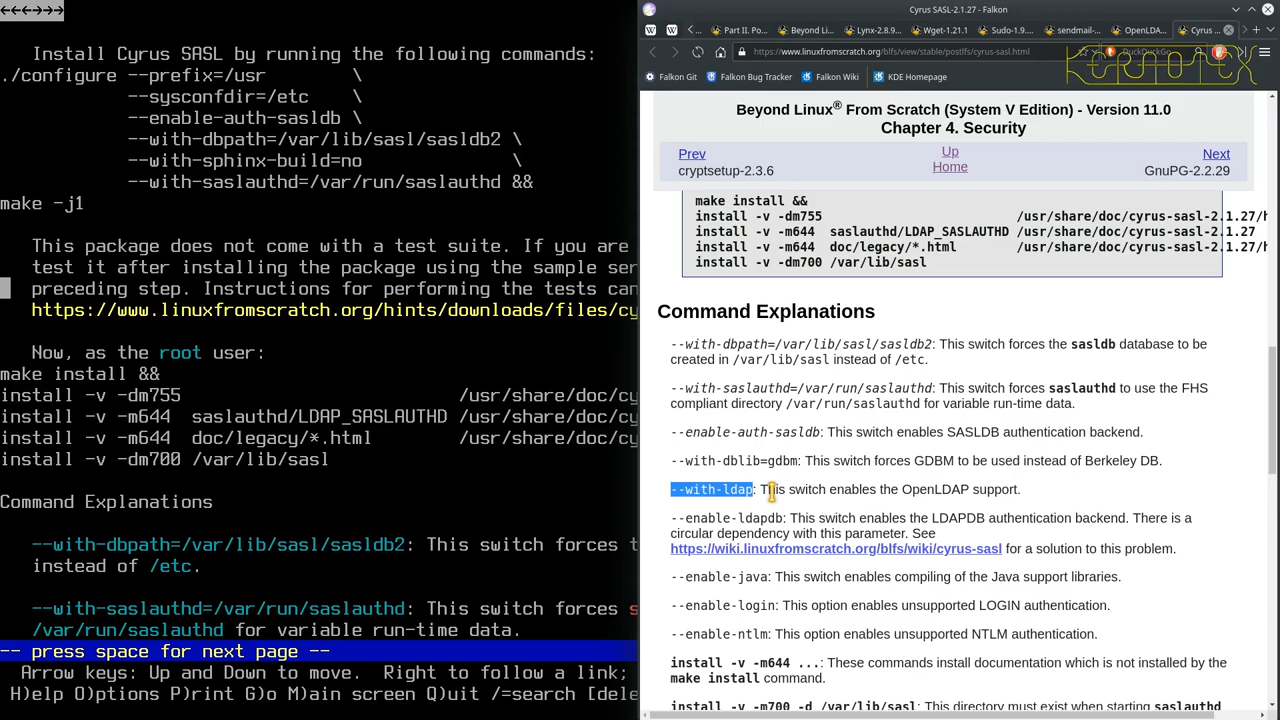 ←←←→→→
Install Cyrus SASL by running the following commands:
./configure --prefix=/usr \
--sysconfdir=/etc \
--enable-auth-sasldb \
--with-dbpath=/var/lib/sasl/sasldb2 \
--with-sphinx-build=no \
--with-saslauthd=/var/run/saslauthd &&
make -j1
This package does not come with a test suite. If you are
test it after installing the package using the sample ser
preceding step. Instructions for performing the tests can
https://www.linuxfromscratch.org/hints/downloads/files/cy
Now, as the root user:
make install &&
install -v -dm755 /usr/share/doc/cy
install -v -m644 saslauthd/LDAP_SASLAUTHD /usr/share/doc/cy
install -v -m644 doc/legacy/*.html /usr/share/doc/cy
install -v -dm700 /var/lib/sasl
Command Explanations
--with-dbpath=/var/lib/sasl/sasldb2: This switch forces t
instead of /etc.
--with-saslauthd=/var/run/saslauthd: This switch forces s
/var/run/saslauthd for variable run-time data.
-- press space for next page --
Arrow keys: Up and Down to move. Right to follow a link;
H)elp O)ptions P)rint G)o M)ain screen Q)uit /=search [dele
Cyrus SASL-2.1.27 - Falkon
Part II. Po...
Beyond Li...
Lynx-2.8.9...
Wget-1.21.1
Sudo-1.9....
sendmail-...
OpenLDA...
Cyrus ...
https://www.linuxfromscratch.org/blfs/view/stable/postlfs/cyrus-sasl.html
DuckDuckGo
Falkon Git
Falkon Bug Tracker
Falkon Wiki
KDE Homepage
Beyond Linux® From Scratch (System V Edition) - Version 11.0
Chapter 4. Security
Prev Up Next
cryptsetup-2.3.6 Home GnuPG-2.2.29
make install &&
install -v -dm755 /usr/share/doc/cyrus-sasl-2.1.27/h
install -v -m644 saslauthd/LDAP_SASLAUTHD /usr/share/doc/cyrus-sasl-2.1.27
install -v -m644 doc/legacy/*.html /usr/share/doc/cyrus-sasl-2.1.27/h
install -v -dm700 /var/lib/sasl
Command Explanations
--with-dbpath=/var/lib/sasl/sasldb2: This switch forces the sasldb database to be
created in /var/lib/sasl instead of /etc.
--with-saslauthd=/var/run/saslauthd: This switch forces saslauthd to use the FHS
compliant directory /var/run/saslauthd for variable run-time data.
--enable-auth-sasldb: This switch enables SASLDB authentication backend.
--with-dblib=gdbm: This switch forces GDBM to be used instead of Berkeley DB.
--with-ldap: This switch enables the OpenLDAP support.
--enable-ldapdb: This switch enables the LDAPDB authentication backend. There is a
circular dependency with this parameter. See
https://wiki.linuxfromscratch.org/blfs/wiki/cyrus-sasl for a solution to this problem.
--enable-java: This switch enables compiling of the Java support libraries.
--enable-login: This option enables unsupported LOGIN authentication.
--enable-ntlm: This option enables unsupported NTLM authentication.
install -v -m644 ...: These commands install documentation which is not installed by the
make install command.
install -v -m700 -d /var/lib/sasl: This directory must exist when starting saslauthd